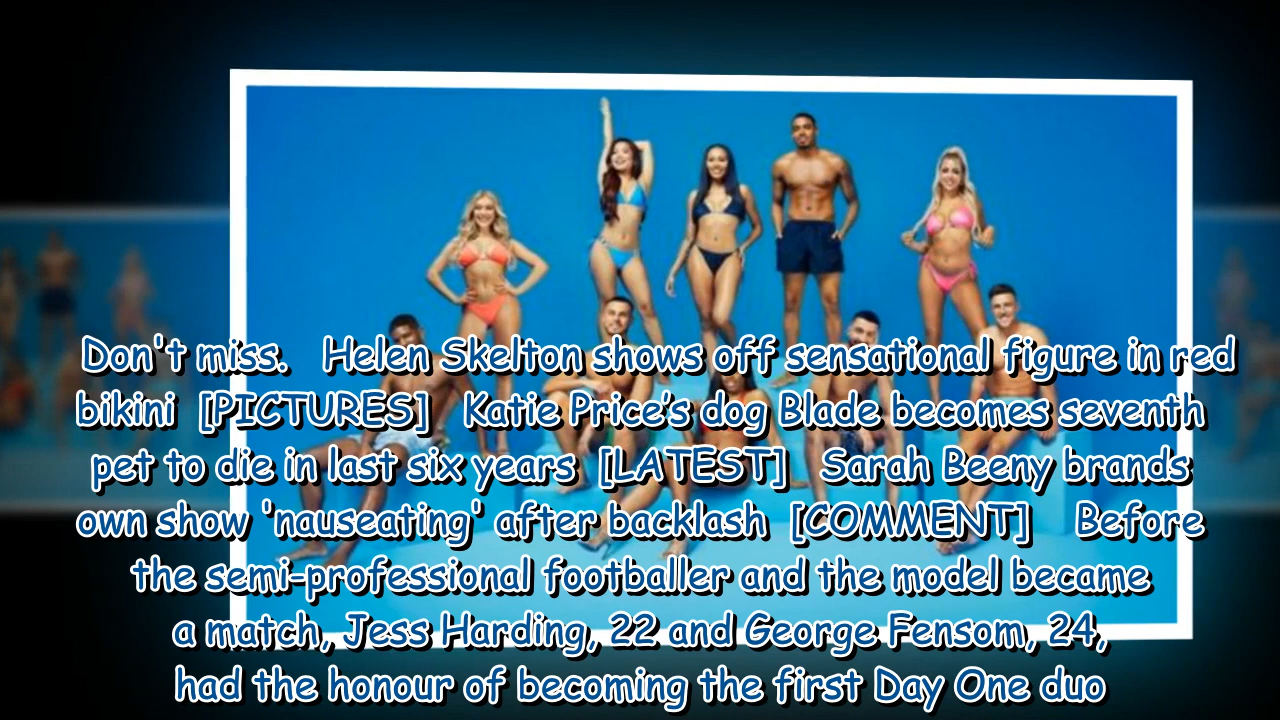 Don't miss.   Helen Skelton shows off sensational figure in red
bikini  [PICTURES]   Katie Price’s dog Blade becomes seventh
pet to die in last six years  [LATEST]   Sarah Beeny brands
own show 'nauseating' after backlash  [COMMENT]    Before
the semi-professional footballer and the model became
a match, Jess Harding, 22 and George Fensom, 24,
had the honour of becoming the first Day One duo